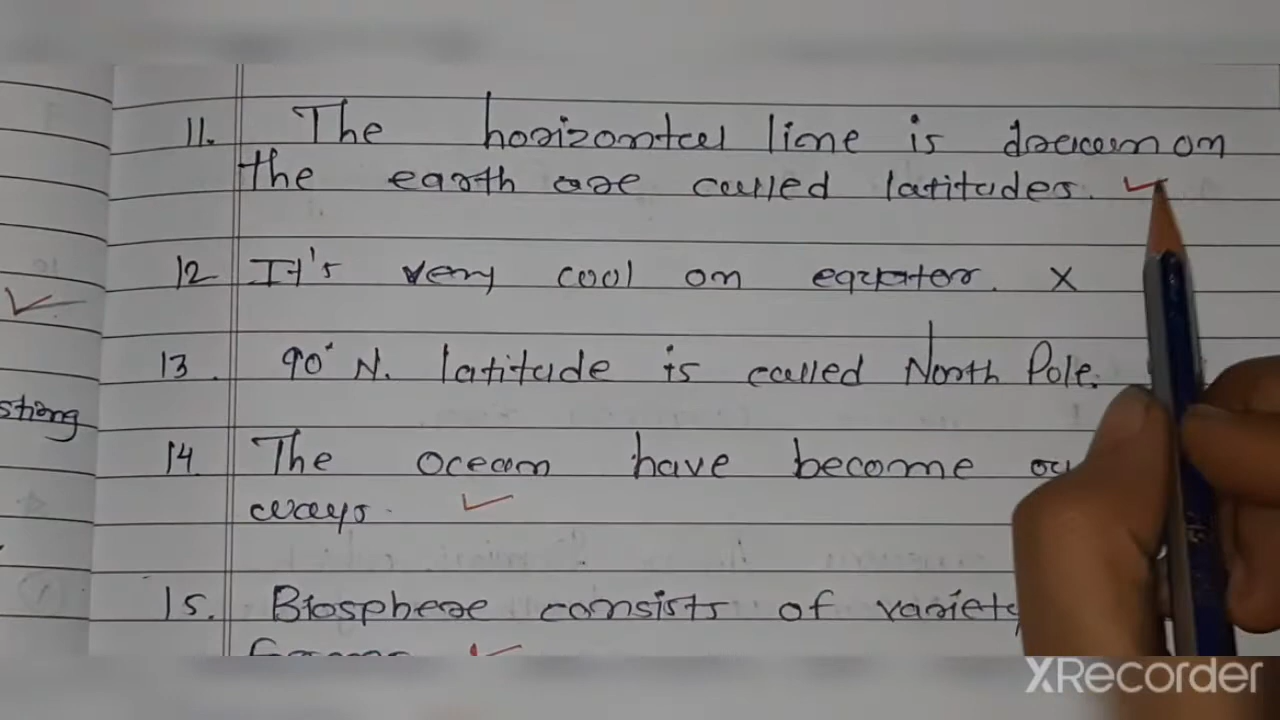 11. The horizontal line is drawn on
the earth are called latitudes. ✓
12 It's very cool on equator. X
13. 90° N. latitude is called North Pole.
sting
14. The ocean have become
ways. ✓
15. Biosphere consists of variety
XRecorder